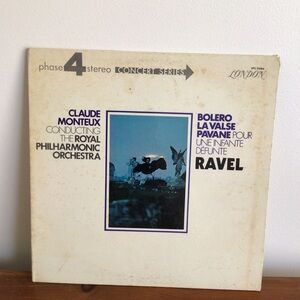 phase 4 stereo CONCERT SERIES
LONDON
CLAUDE
MONTEUX
CONDUCTING
THE ROYAL
PHILHARMONIC
ORCHESTRA
BOLERO
LA VALSE
PAVANE POUR
UNE INFANTE
DÉFUNTE
RAVEL